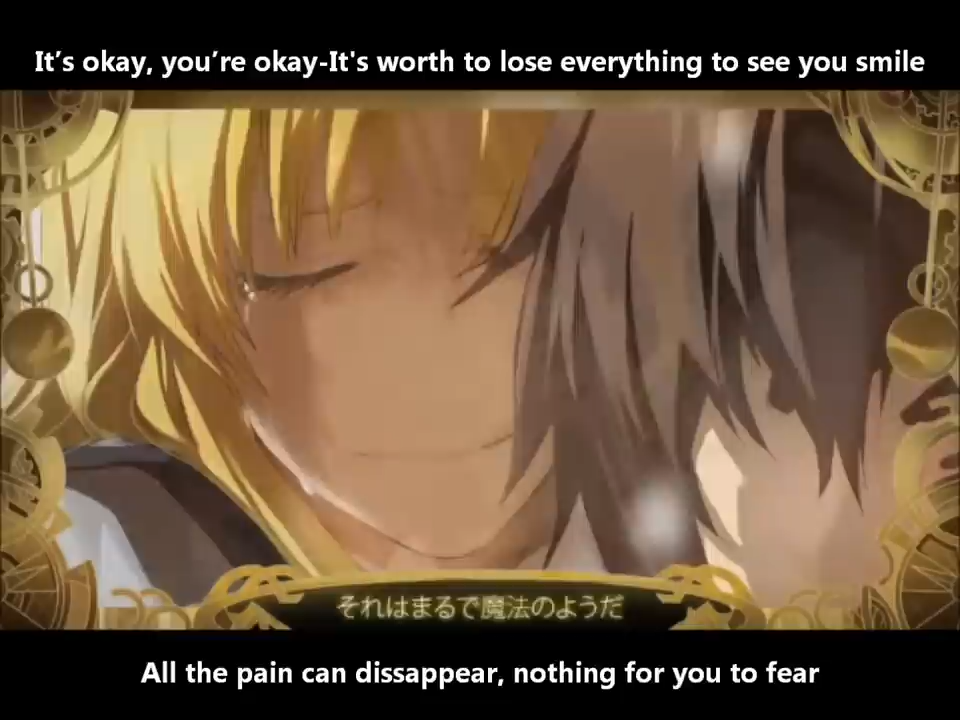 It’s okay, you’re okay-It's worth to lose everything to see you smile
それはまるで魔法のようだ
All the pain can dissappear, nothing for you to fear